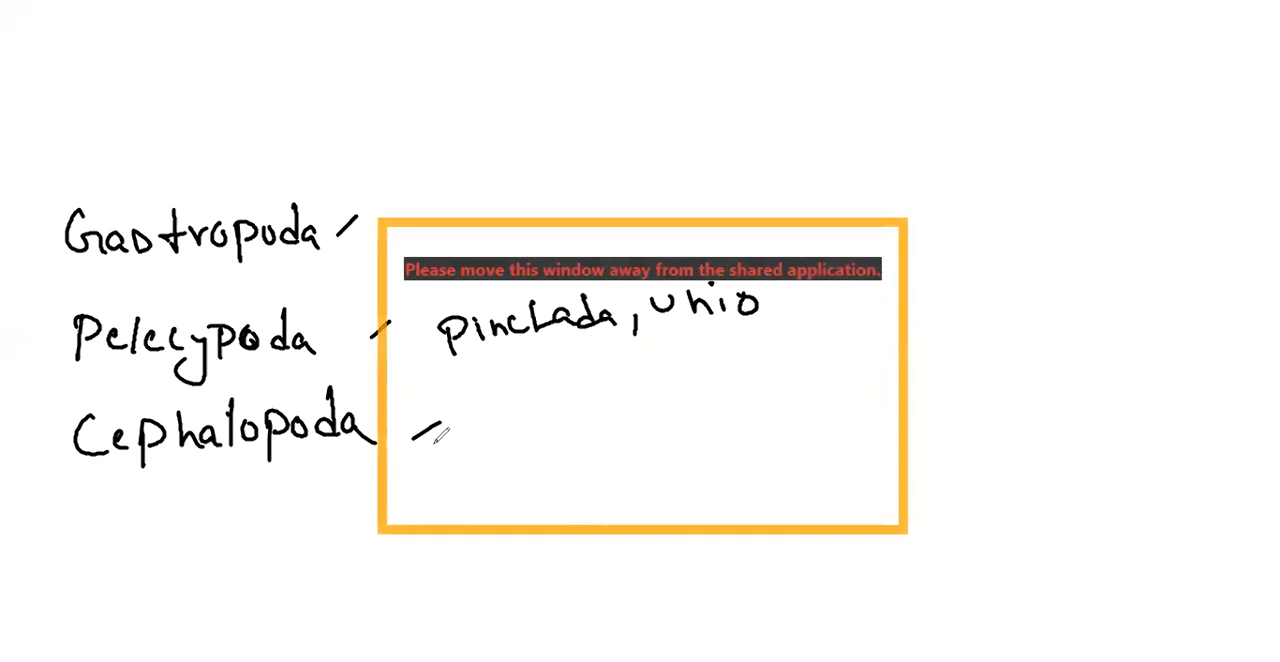 Gastropoda -
Please move this window away from the shared application.
Pelecypoda - pinctada, unio
Cephalopoda -